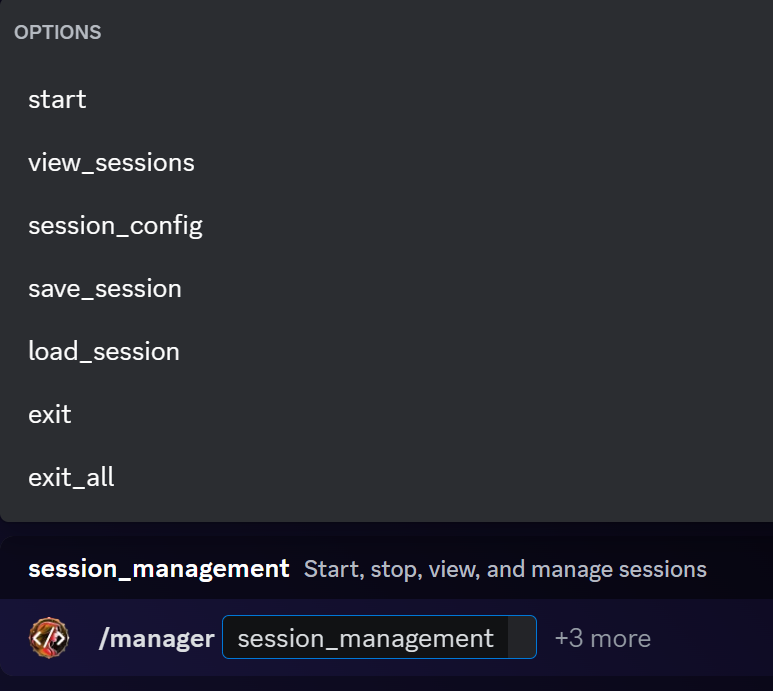 OPTIONS
start
view_sessions
session_config
save_session
load_session
exit
exit_all
session_management Start, stop, view, and manage sessions
</> /manager session_management +3 more